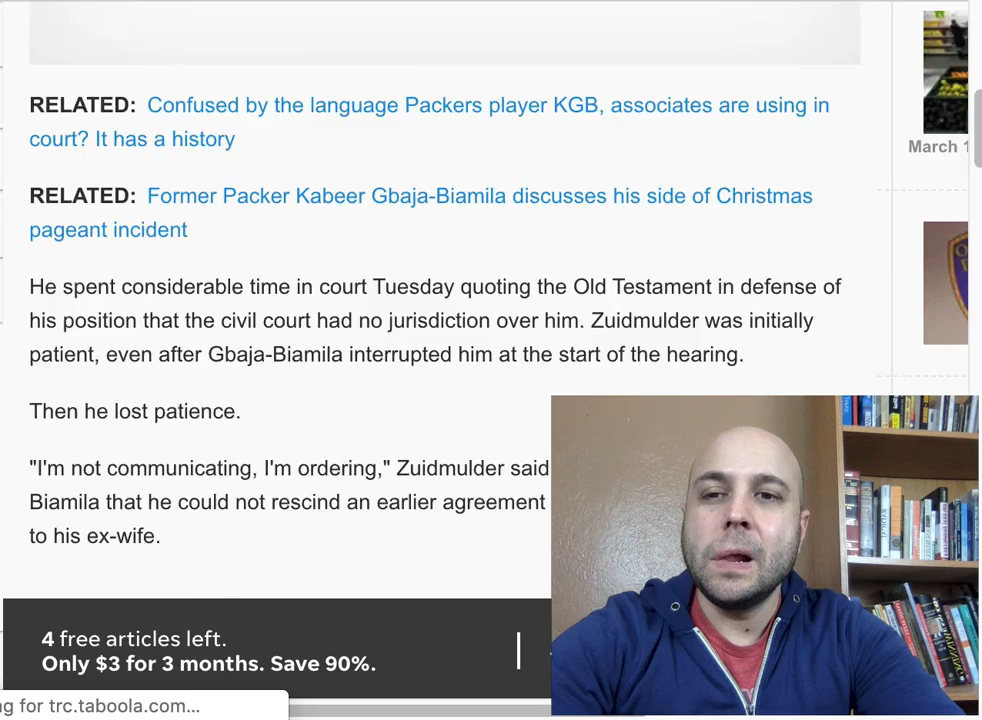 RELATED: Confused by the language Packers player KGB, associates are using in
court? It has a history
RELATED: Former Packer Kabeer Gbaja-Biamila discusses his side of Christmas
pageant incident
March 1
He spent considerable time in court Tuesday quoting the Old Testament in defense of
his position that the civil court had no jurisdiction over him. Zuidmulder was initially
patient, even after Gbaja-Biamila interrupted him at the start of the hearing.
Then he lost patience.
"I'm not communicating, I'm ordering," Zuidmulder said
Biamila that he could not rescind an earlier agreement
to his ex-wife.
4 free articles left.
Only $3 for 3 months. Save 90%.
ng for trc.taboola.com...